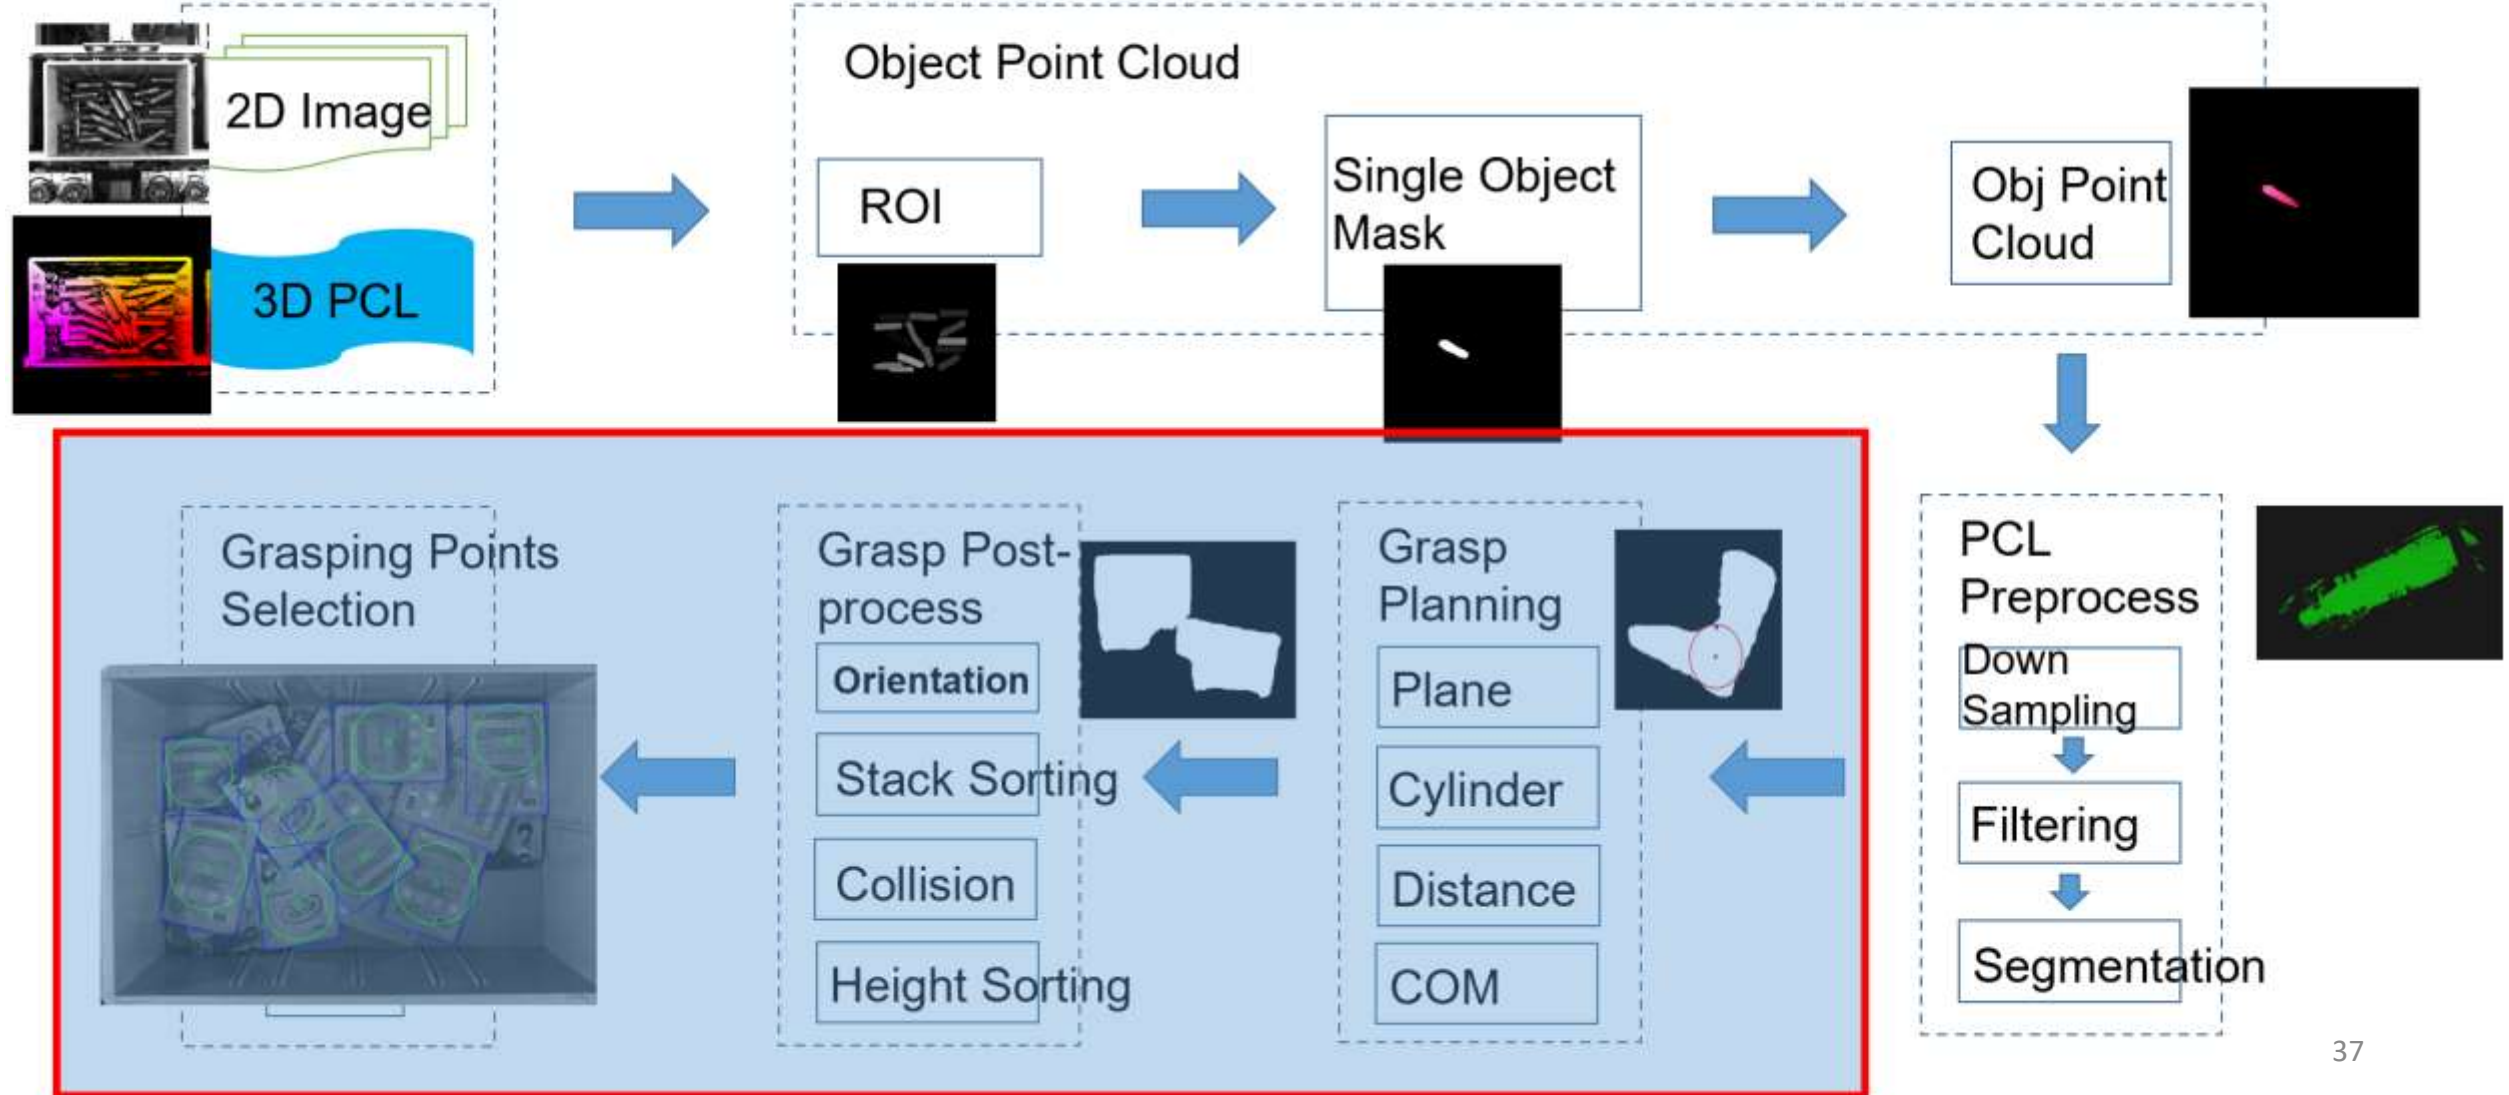 2D Image
3D PCL
Object Point Cloud
ROI
Single Object
Mask
Obj Point
Cloud
PCL
Preprocess
Down
Sampling
Filtering
Segmentation
Grasp
Planning
Plane
Cylinder
Distance
COM
Grasp Post-
process
Orientation
Stack Sorting
Collision
Height Sorting
Grasping Points
Selection
37